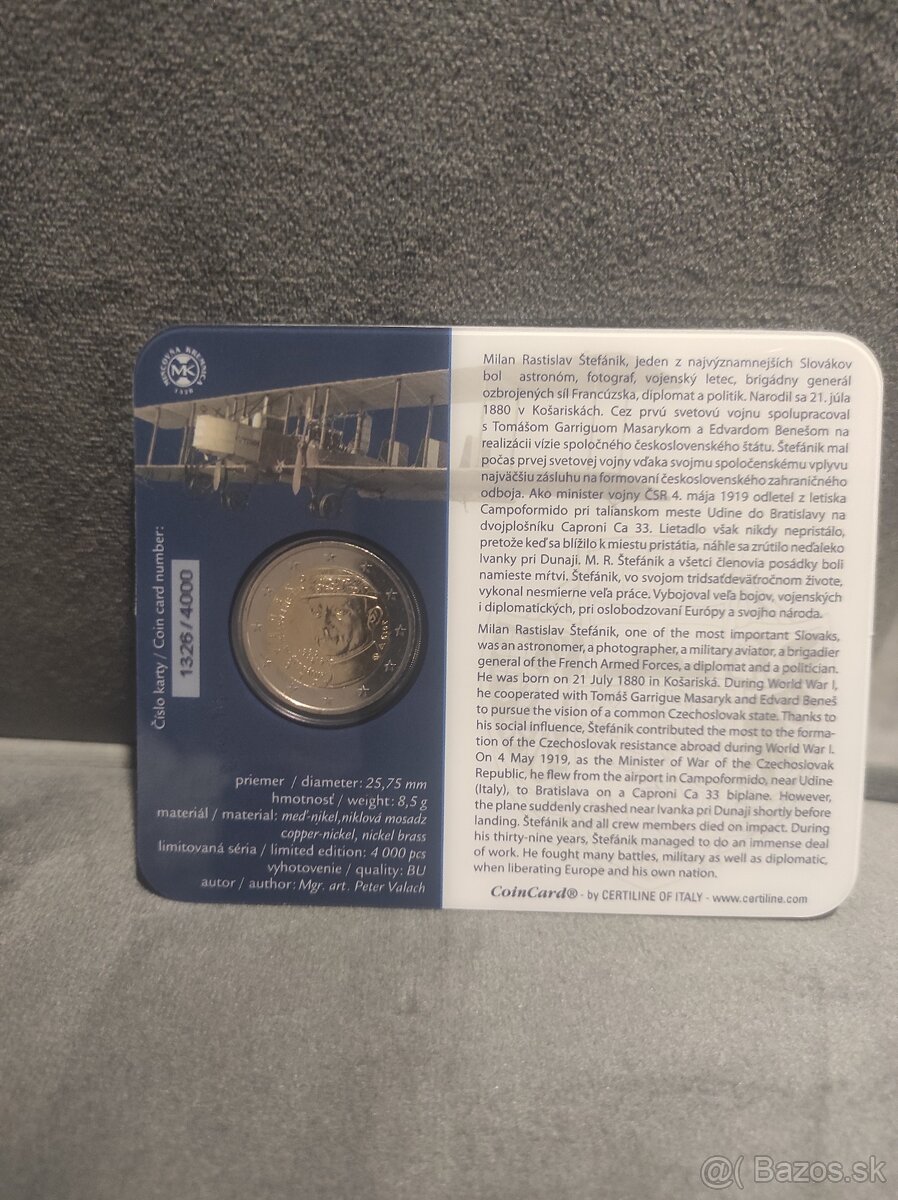 MINCOVŇA KREMNICA
MK
1328
Číslo karty / Coin card number:
1326/4000
priemer / diameter: 25,75 mm
hmotnosť / weight: 8,5 g
materiál / material: meď-nikel, niklová mosadz
copper-nickel, nickel brass
limitovaná séria / limited edition: 4 000 pcs
vyhotovenie / quality: BU
autor / author: Mgr. art. Peter Valach
Milan Rastislav Štefánik, jeden z najvýznamnejších Slovákov
bol astronóm, fotograf, vojenský letec, brigádny generál
ozbrojených síl Francúzska, diplomat a politik. Narodil sa 21. júla
1880 v Košariskách. Cez prvú svetovú vojnu spolupracoval
s Tomášom Garriguom Masarykom a Edvardom Benešom na
realizácii vízie spoločného československého štátu. Štefánik mal
počas prvej svetovej vojny vďaka svojmu spoločenskému vplyvu
najväčšiu zásluhu na formovaní československého zahraničného
odboja. Ako minister vojny ČSR 4. mája 1919 odletel z letiska
Campoformido pri talianskom meste Udine do Bratislavy na
dvojplošníku Caproni Ca 33. Lietadlo však nikdy nepristálo,
pretože keď sa blížilo k miestu pristátia, náhle sa zrútilo neďaleko
Ivanky pri Dunaji. M. R. Štefánik a všetci členovia posádky boli
namieste mŕtvi. Štefánik, vo svojom tridsaťdeväťročnom živote,
vykonal nesmierne veľa práce. Vybojoval veľa bojov, vojenských
i diplomatických, pri oslobodzovaní Európy a svojho národa.
Milan Rastislav Štefánik, one of the most important Slovaks,
was an astronomer, a photographer, a military aviator, a brigadier
general of the French Armed Forces, a diplomat and a politician.
He was born on 21 July 1880 in Košariská. During World War I,
he cooperated with Tomáš Garrigue Masaryk and Edvard Beneš
to pursue the vision of a common Czechoslovak state. Thanks to
his social influence, Štefánik contributed the most to the forma-
tion of the Czechoslovak resistance abroad during World War I.
On 4 May 1919, as the Minister of War of the Czechoslovak
Republic, he flew from the airport in Campoformido, near Udine
(Italy), to Bratislava on a Caproni Ca 33 biplane. However,
the plane suddenly crashed near Ivanka pri Dunaji shortly before
landing. Štefánik and all crew members died on impact. During
his thirty-nine years, Štefánik managed to do an immense deal
of work. He fought many battles, military as well as diplomatic,
when liberating Europe and his own nation.
CoinCard® - by CERTILINE OF ITALY - www.certiline.com
@( Bazos.sk